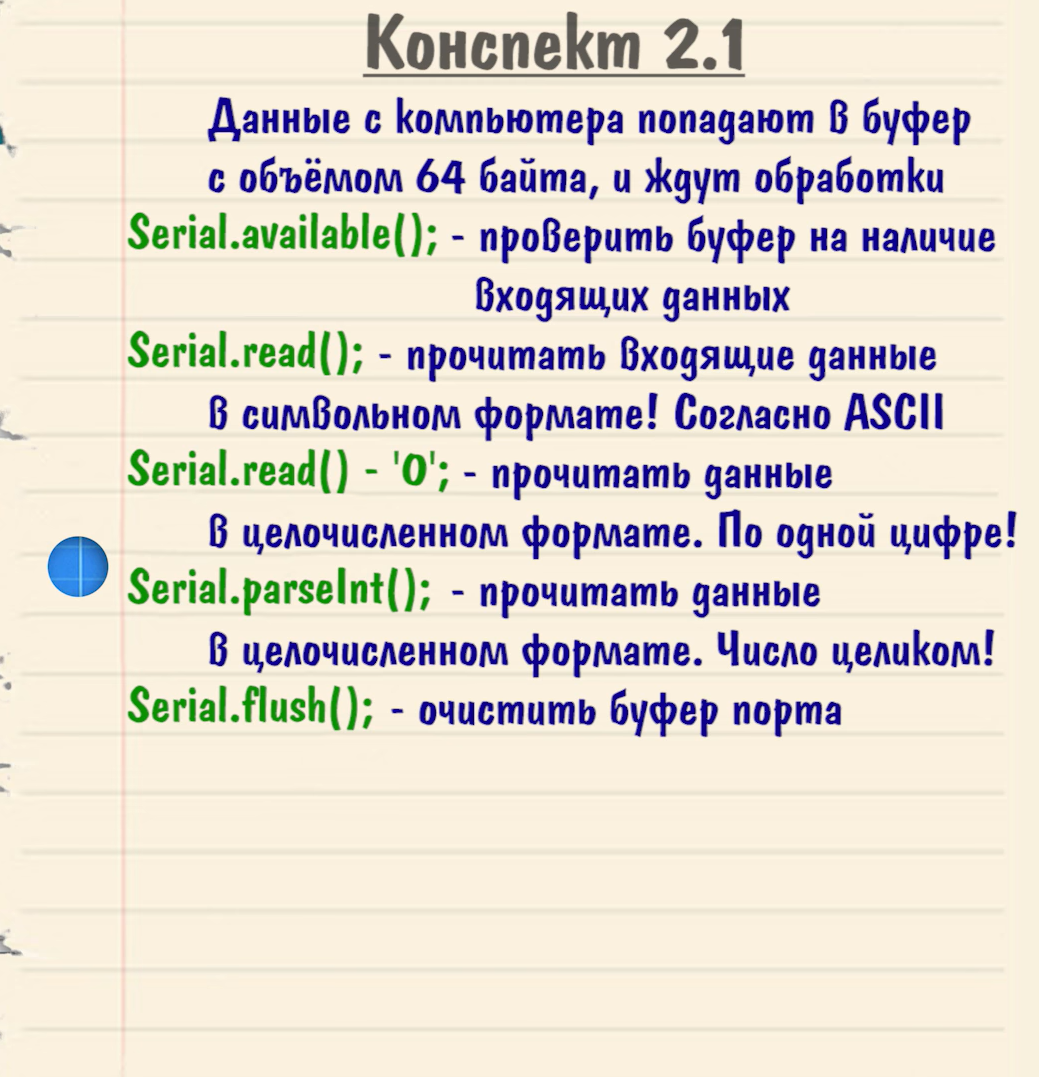 Конспект 2.1
Данные с компьютера попадают в буфер
с объёмом 64 байта, и ждут обработки
Serial.available(); - проверить буфер на наличие
входящих данных
Serial.read(); - прочитать входящие данные
в символьном формате! Согласно ASCII
Serial.read() - '0'; - прочитать данные
в целочисленном формате. По одной цифре!
Serial.parseInt(); - прочитать данные
в целочисленном формате. Число целиком!
Serial.flush(); - очистить буфер порта